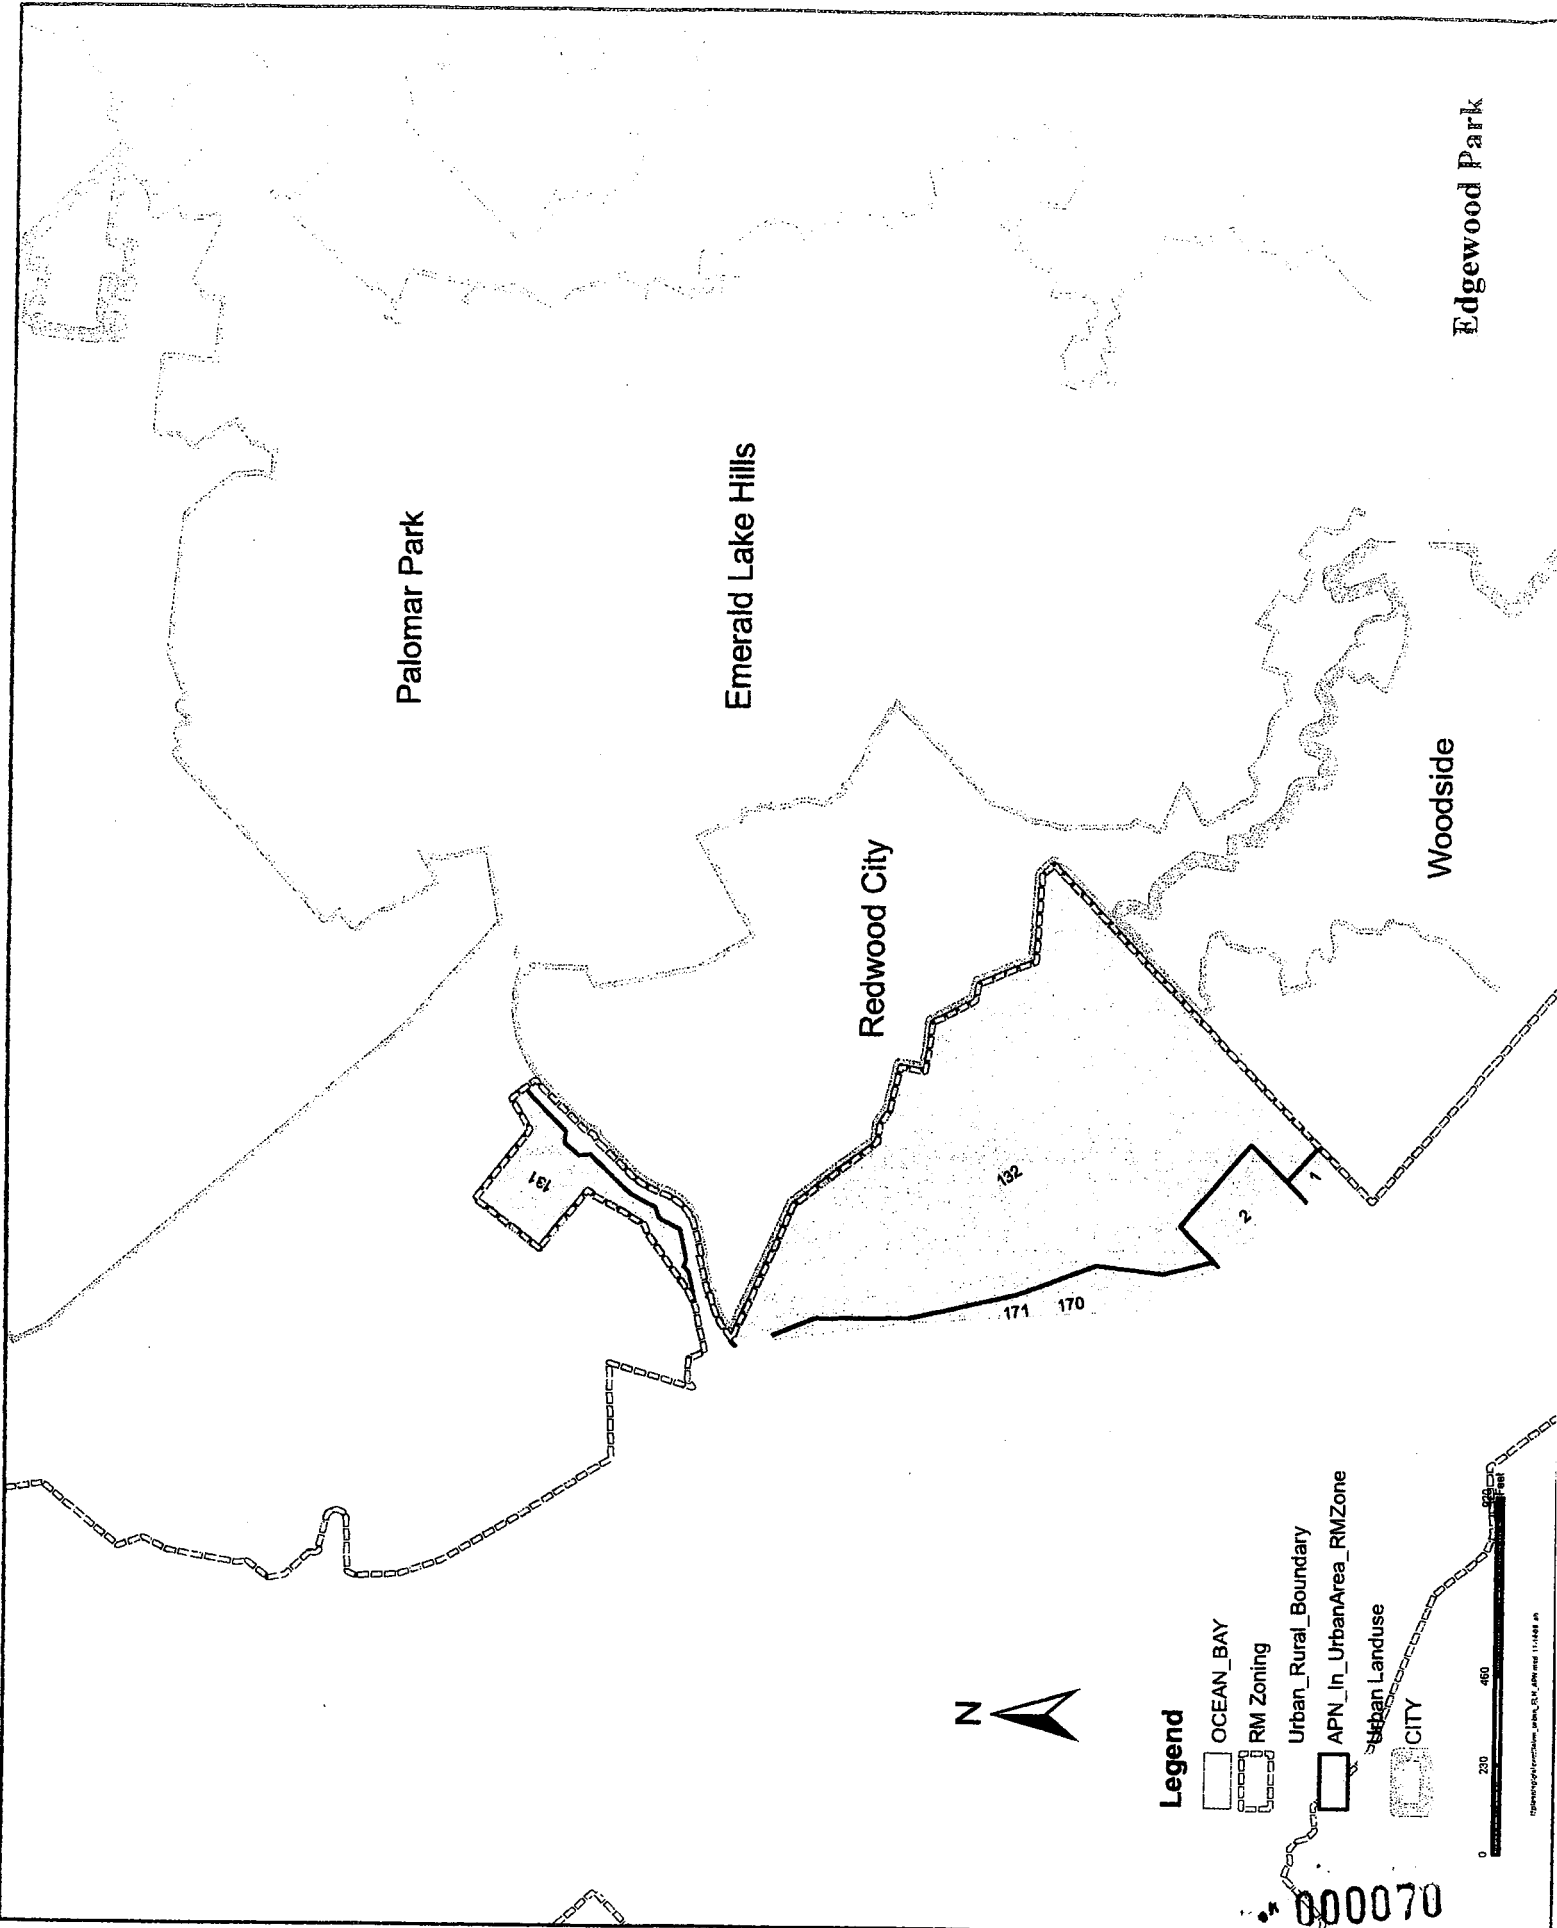 Palomar Park
Emerald Lake Hills
Redwood City
Edgewood Park
Woodside
131
132
171
170
2
1
N
Legend
OCEAN_BAY
RM Zoning
Urban_Rural_Boundary
APN_In_UrbanArea_RMZone
Urban Landuse
CITY
0
230
460
920
Feet
000070